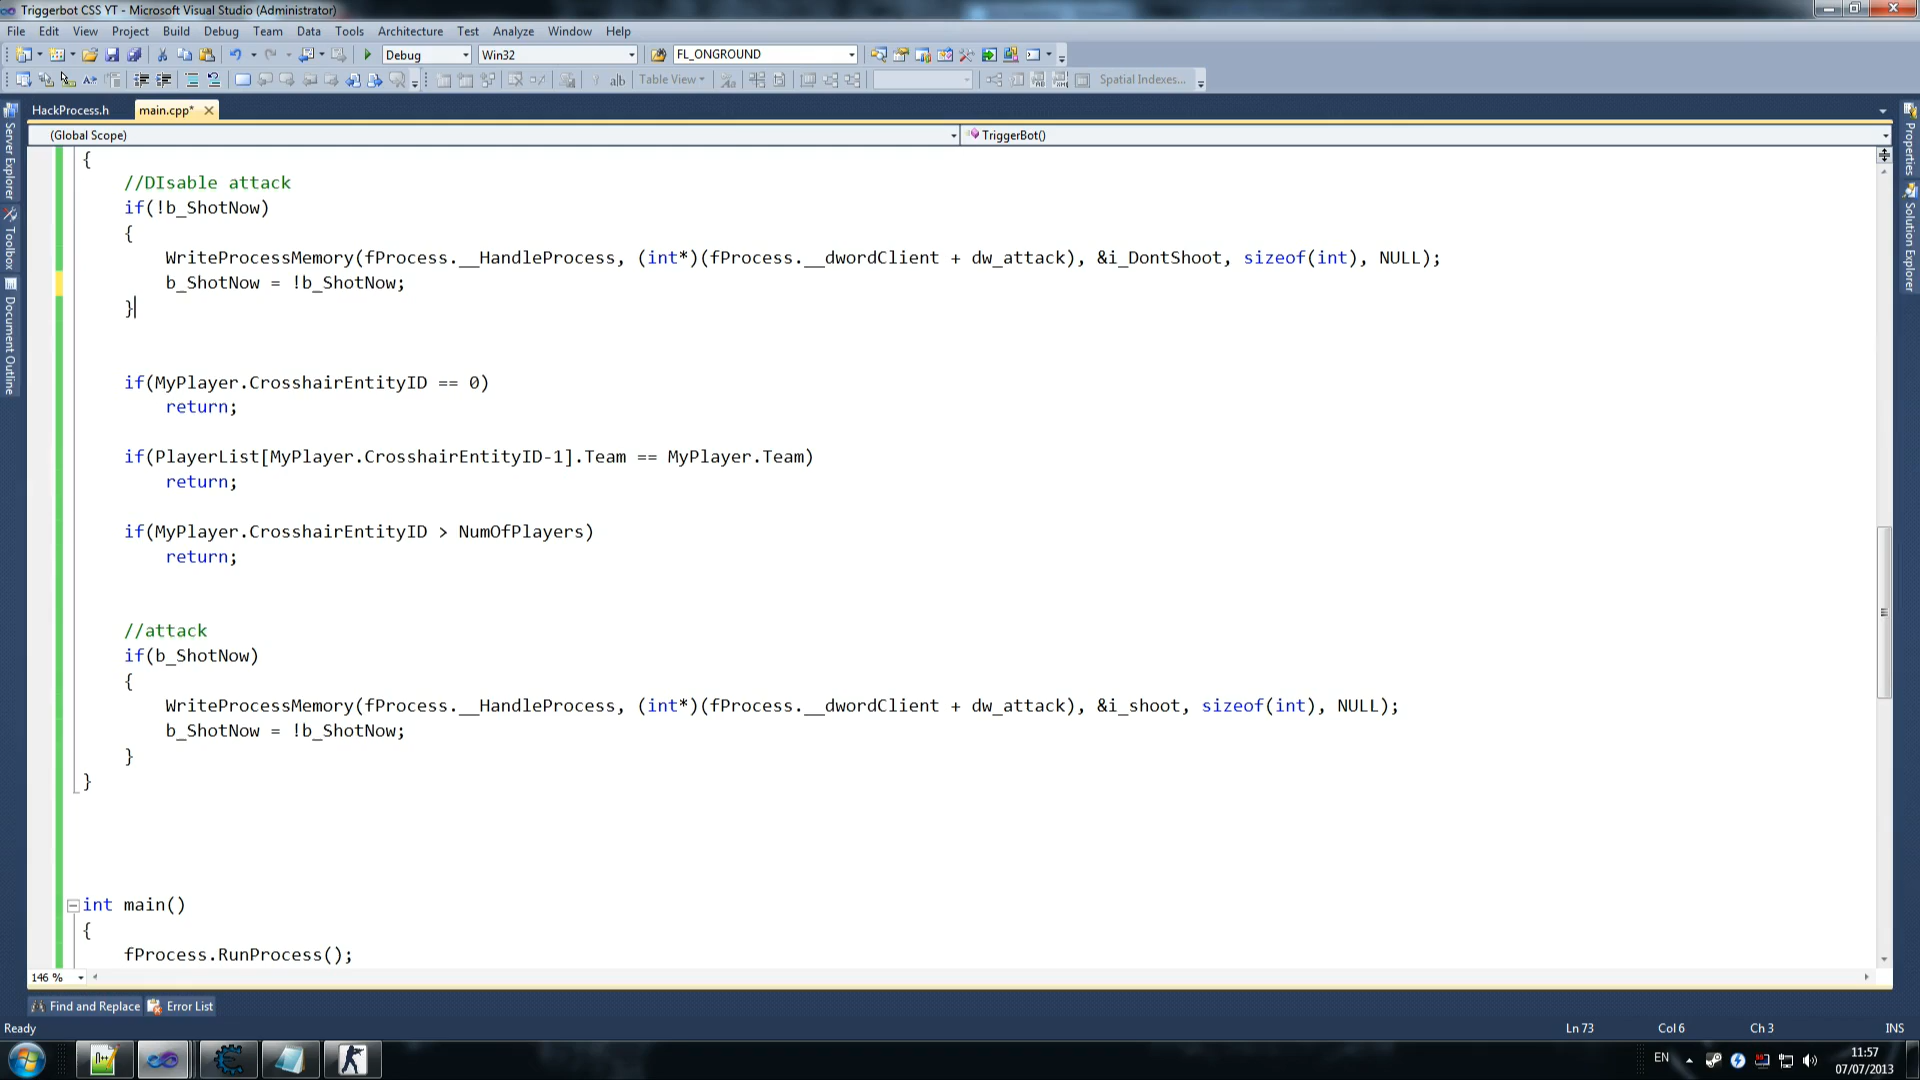 Triggerbot CSS YT - Microsoft Visual Studio (Administrator)
File Edit View Project Build Debug Team Data Tools Architecture Test Analyze Window Help
Debug Win32 FL_ONGROUND
Table View Spatial Indexes...
HackProcess.h main.cpp*
(Global Scope) TriggerBot()
Server Explorer
Toolbox
Document Outline
Properties
Solution Explorer
{
//DIsable attack
if(!b_ShotNow)
{
WriteProcessMemory(fProcess.__HandleProcess, (int*)(fProcess.__dwordClient + dw_attack), &i_DontShoot, sizeof(int), NULL);
b_ShotNow = !b_ShotNow;
}
if(MyPlayer.CrosshairEntityID == 0)
return;
if(PlayerList[MyPlayer.CrosshairEntityID-1].Team == MyPlayer.Team)
return;
if(MyPlayer.CrosshairEntityID > NumOfPlayers)
return;
//attack
if(b_ShotNow)
{
WriteProcessMemory(fProcess.__HandleProcess, (int*)(fProcess.__dwordClient + dw_attack), &i_shoot, sizeof(int), NULL);
b_ShotNow = !b_ShotNow;
}
}
int main()
{
fProcess.RunProcess();
146 %
Find and Replace Error List
Ready Ln 73 Col 6 Ch 3 INS
EN 11:57
07/07/2013